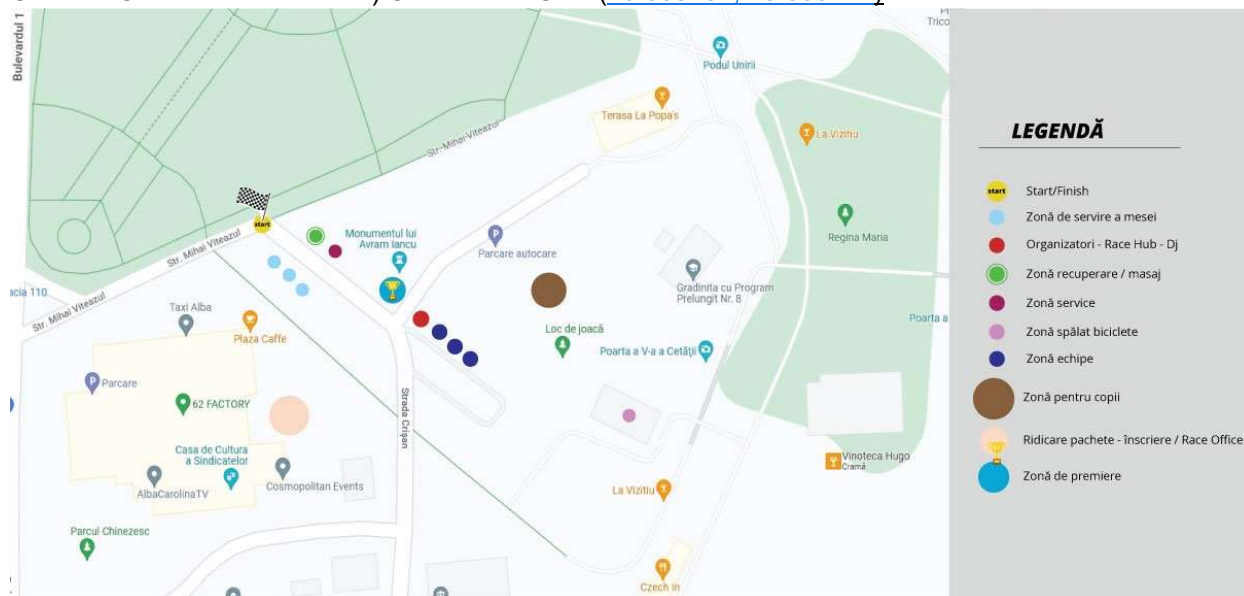 Bulevardul 1
Trico
Podul Unirii
Terasa La Popa's
La Vizitiu
Str. Mihai Viteazul
start
Monumentul lui
Avram Iancu
Parcare autocare
Regina Maria
Str. Mihai Viteazul
Gradinita cu Program
Prelungit Nr. 8
acia 110
Taxi Alba
Str. Mihai Viteazul
Plaza Caffe
Loc de joacă
Poarta a V-a a Cetății
Poarta a
Parcare
62 FACTORY
Strada Crișan
Casa de Cultura
a Sindicatelor
AlbaCarolinaTV
Cosmopolitan Events
Vinoteca Hugo
Cramă
La Vizitiu
Parcul Chinezesc
Czech In
LEGENDĂ
start Start/Finish
Zonă de servire a mesei
Organizatori - Race Hub - Dj
Zonă recuperare / masaj
Zonă service
Zonă spălat biciclete
Zonă echipe
Zonă pentru copii
Ridicare pachete - înscriere / Race Office
Zonă de premiere